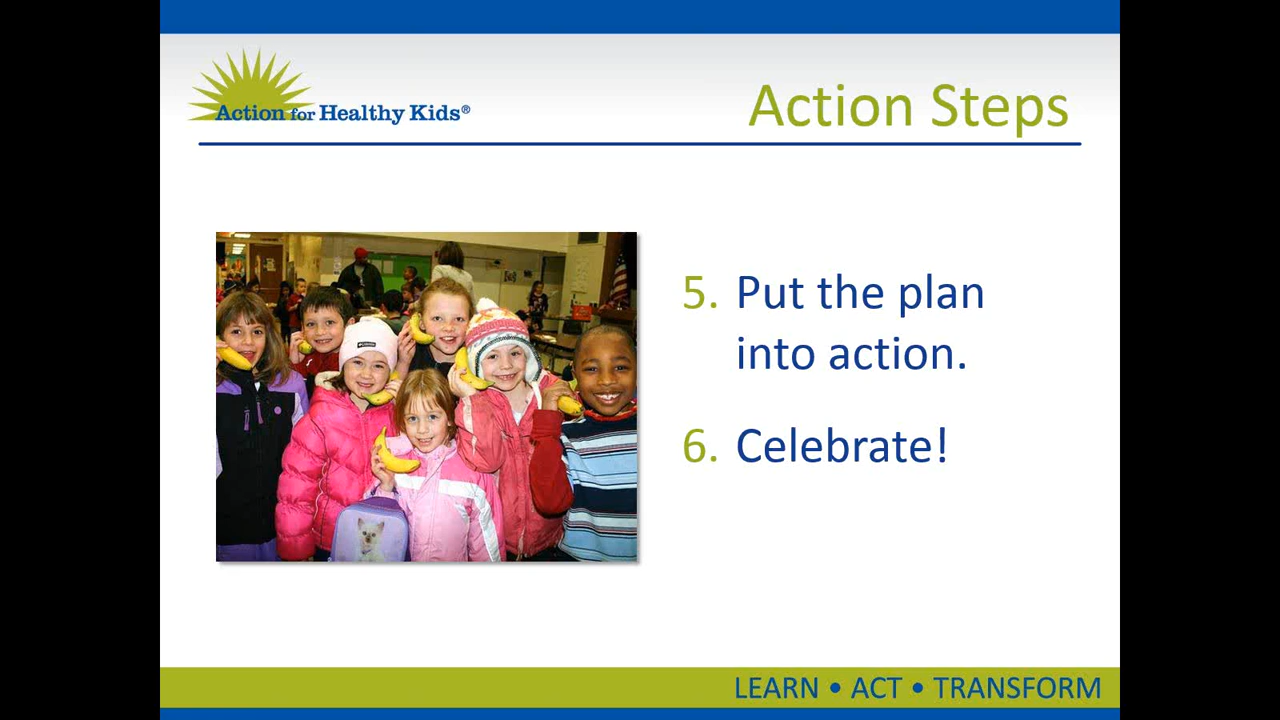 Action for Healthy Kids®
Action Steps
5. Put the plan
into action.
6. Celebrate!
LEARN • ACT • TRANSFORM